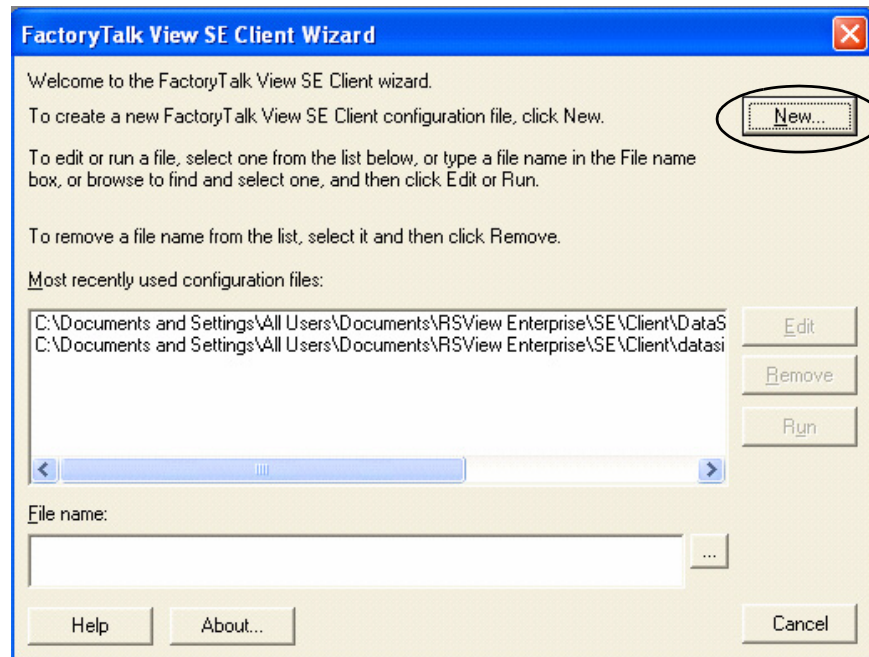 FactoryTalk View SE Client Wizard
Welcome to the FactoryTalk View SE Client wizard.
To create a new FactoryTalk View SE Client configuration file, click New.
New...
To edit or run a file, select one from the list below, or type a file name in the File name
box, or browse to find and select one, and then click Edit or Run.
To remove a file name from the list, select it and then click Remove.
Most recently used configuration files:
C:\Documents and Settings\All Users\Documents\RSView Enterprise\SE\Client\DataS
C:\Documents and Settings\All Users\Documents\RSView Enterprise\SE\Client\datasi
Edit
Remove
Run
File name:
...
Help
About...
Cancel